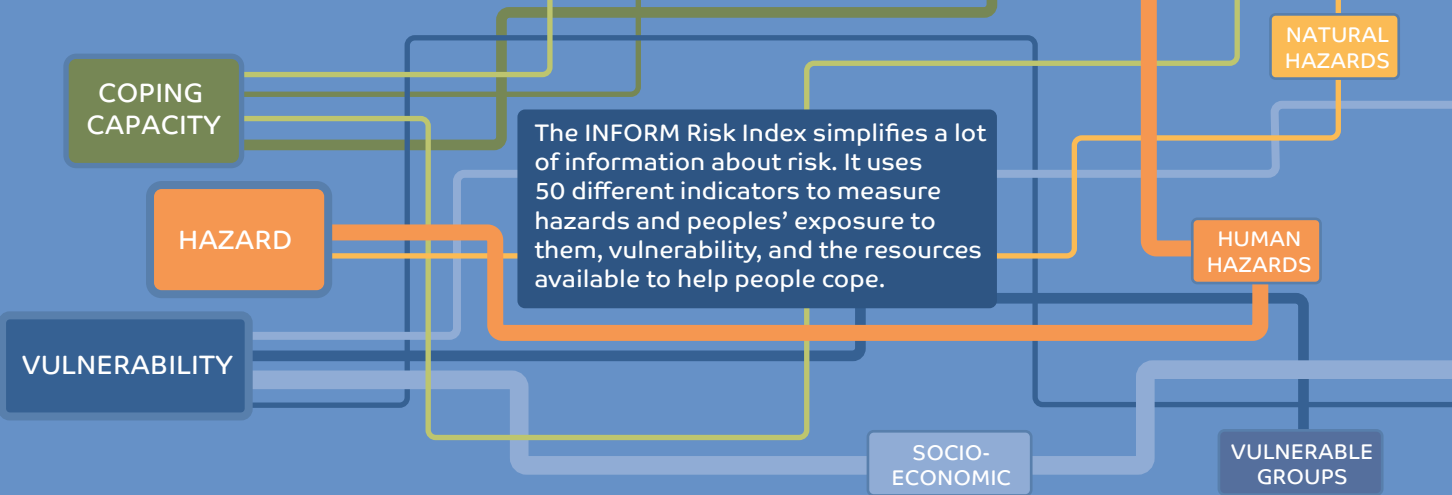 NATURAL
HAZARDS
COPING
CAPACITY
The INFORM Risk Index simplifies a lot
of information about risk. It uses
50 different indicators to measure
hazards and peoples’ exposure to
them, vulnerability, and the resources
available to help people cope.
HAZARD
HUMAN
HAZARDS
VULNERABILITY
SOCIO-
ECONOMIC
VULNERABLE
GROUPS